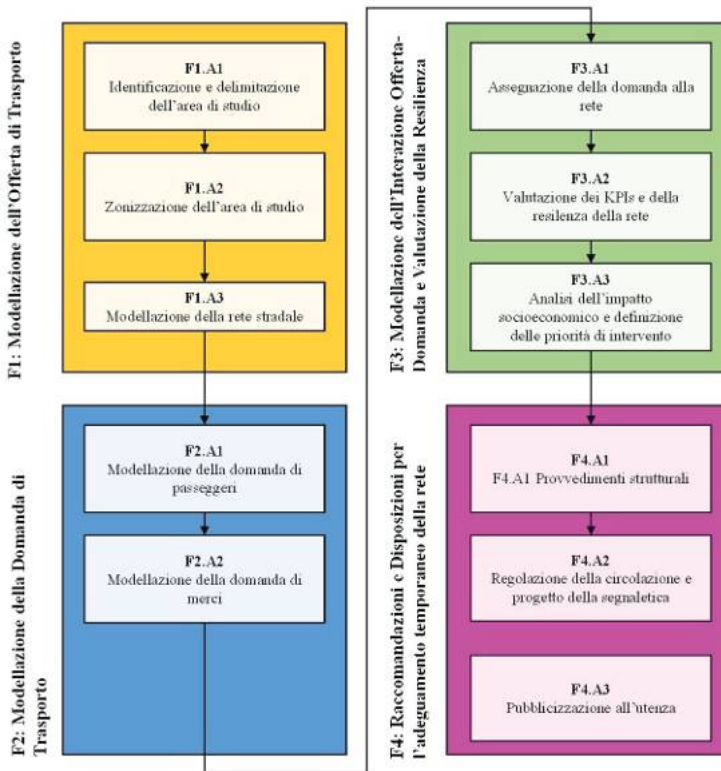 F1: Modellazione dell'Offerta di Trasporto
F1.A1
Identificazione e delimitazione
dell'area di studio
F1.A2
Zonizzazione dell'area di studio
F1.A3
Modellazione della rete stradale
F2: Modellazione della Domanda di
Trasporto
F2.A1
Modellazione della domanda di
passeggeri
F2.A2
Modellazione della domanda di
merci
F3: Modellazione dell'Interazione Offerta-
Domanda e Valutazione della Resilienza
F3.A1
Assegnazione della domanda alla
rete
F3.A2
Valutazione dei KPIs e della
resilenza della rete
F3.A3
Analisi dell'impatto
socioeconomico e definizione
delle priorità di intervento
F4: Raccomandazioni e Disposizioni per
l'adeguamento temporaneo della rete
F4.A1
F4.A1 Provvedimenti strutturali
F4.A2
Regolazione della circolazione e
progetto della segnaletica
F4.A3
Pubblicizzazione all'utenza